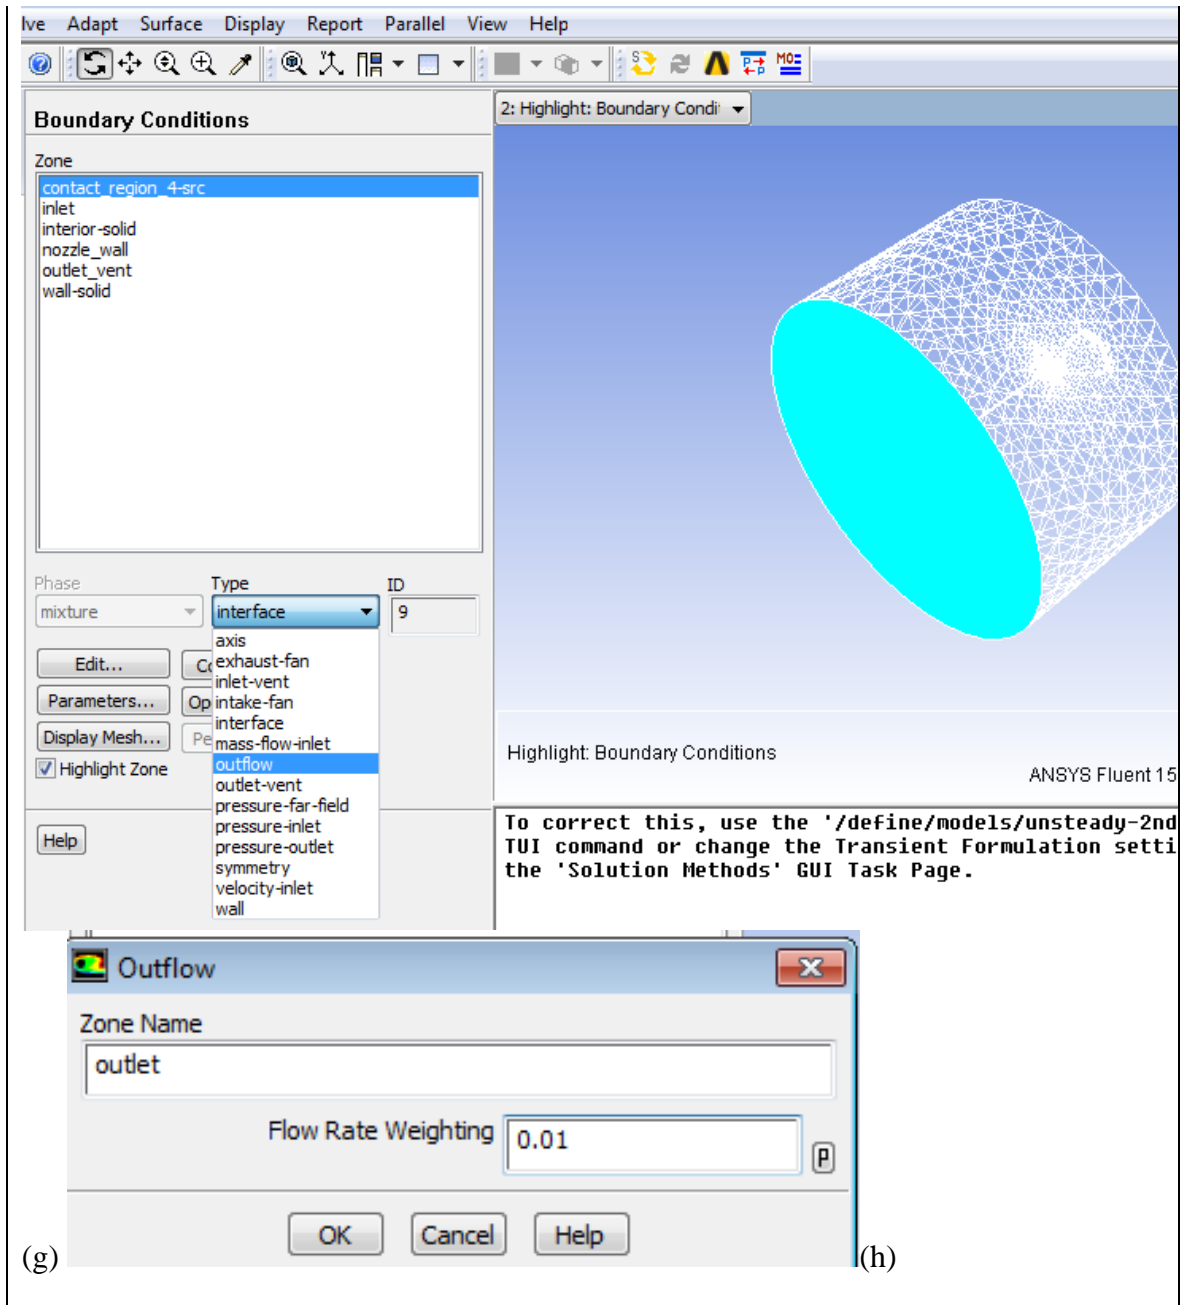 lve Adapt Surface Display Report Parallel View Help
MO
Boundary Conditions
2: Highlight: Boundary Condi
Zone
contact_region_4-src
inlet
interior-solid
nozzle_wall
outlet_vent
wall-solid
Phase Type ID
mixture interface 9
axis
Edit... Co exhaust-fan
inlet-vent
Parameters... Op intake-fan
interface
Display Mesh... Pe mass-flow-inlet
Highlight Zone outflow
outlet-vent
pressure-far-field
pressure-inlet
Help pressure-outlet
symmetry
velocity-inlet
wall
Highlight: Boundary Conditions
ANSYS Fluent 15
To correct this, use the '/define/models/unsteady-2nd
TUI command or change the Transient Formulation setti
the 'Solution Methods' GUI Task Page.
Outflow
Zone Name
outlet
Flow Rate Weighting 0.01 P
OK Cancel Help
(g) (h)